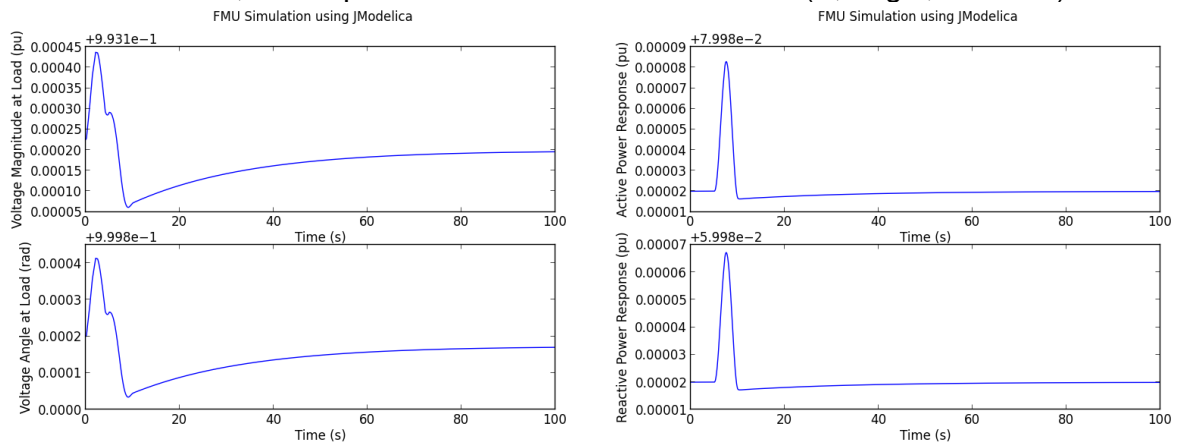 FMU Simulation using JModelica
+9.931e−1
Voltage Magnitude at Load (pu)
0.00045
0.00040
0.00035
0.00030
0.00025
0.00020
0.00015
0.00010
0.00005
0 20 40 60 80 100
Time (s)
+9.998e−1
Voltage Angle at Load (rad)
0.0004
0.0003
0.0002
0.0001
0.0000
0 20 40 60 80 100
Time (s)
FMU Simulation using JModelica
+7.998e−2
Active Power Response (pu)
0.00009
0.00008
0.00007
0.00006
0.00005
0.00004
0.00003
0.00002
0.00001
0 20 40 60 80 100
Time (s)
+5.998e−2
Reactive Power Response (pu)
0.00007
0.00006
0.00005
0.00004
0.00003
0.00002
0.00001
0 20 40 60 80 100
Time (s)